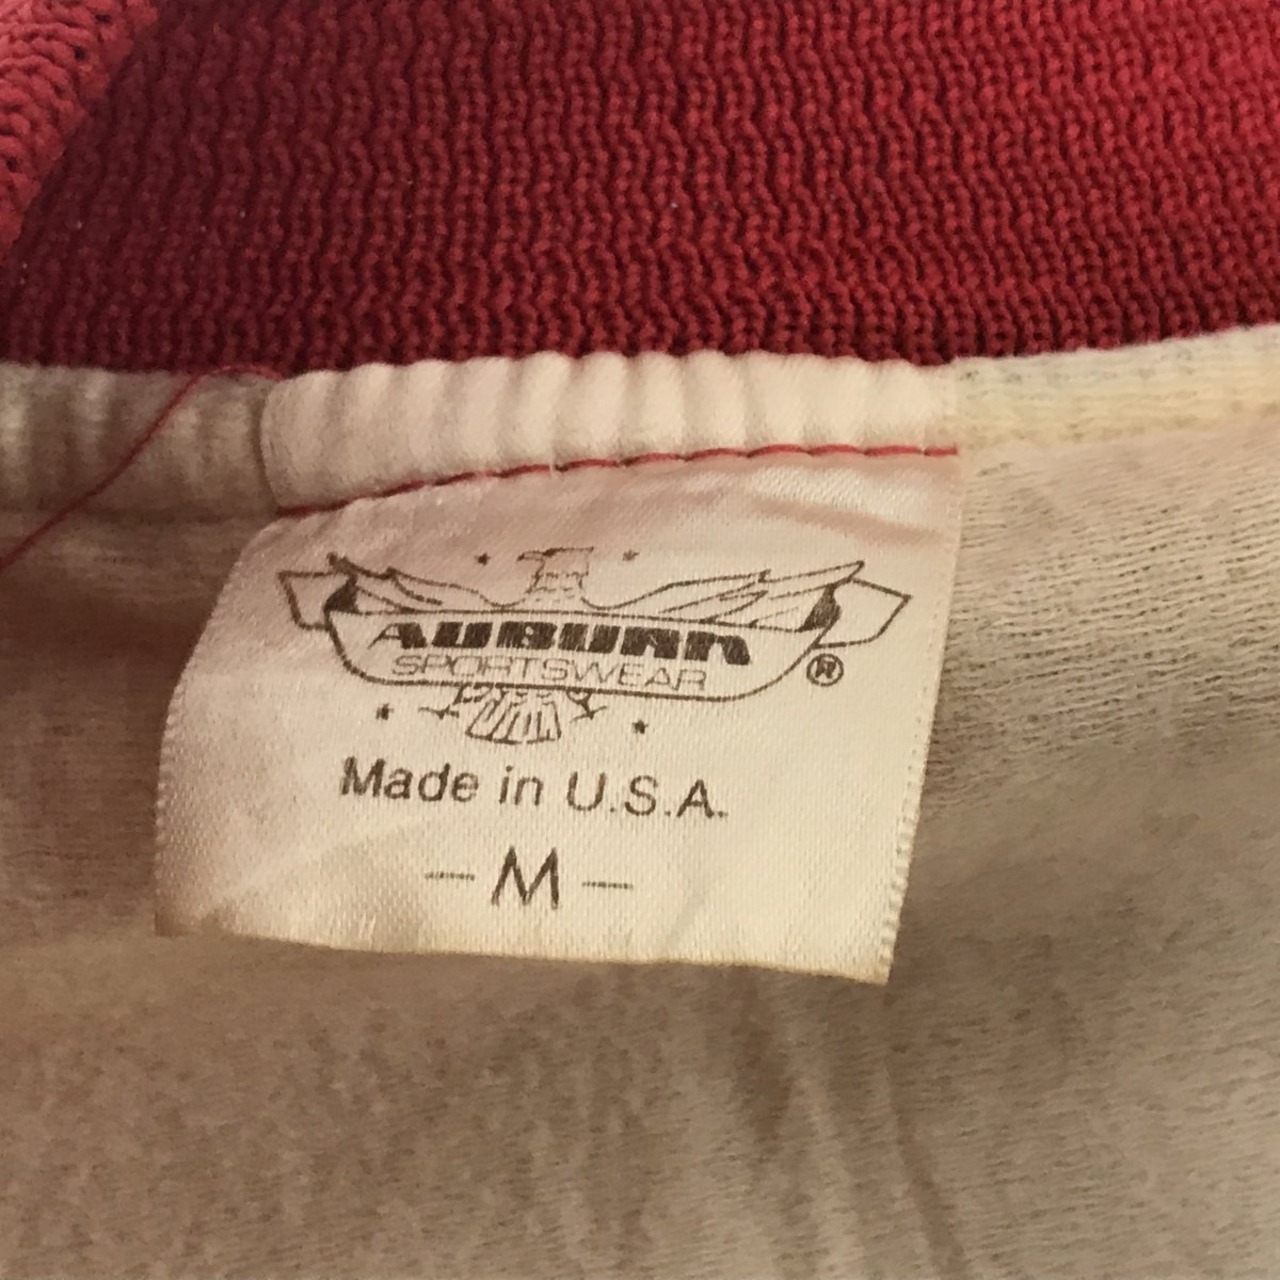 AUBURN
SPORTSWEAR
®
Made in U.S.A.
- M -